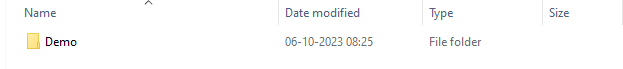 Name Date modified Type Size
Demo 06-10-2023 08:25 File folder